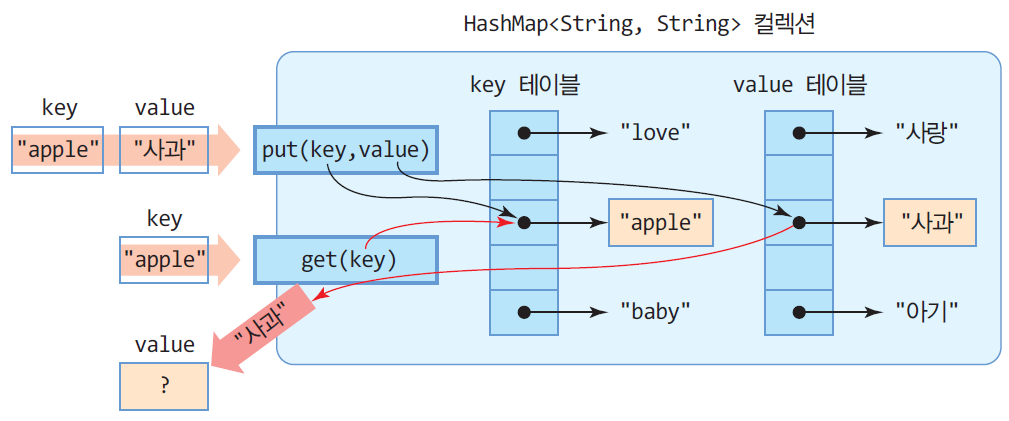 HashMap<String, String> 컬렉션
key 테이블
value 테이블
key
value
"apple"
"사과"
put(key,value)
"love"
"사랑"
"apple"
"사과"
key
"apple"
get(key)
"사과"
"baby"
"아기"
value
?